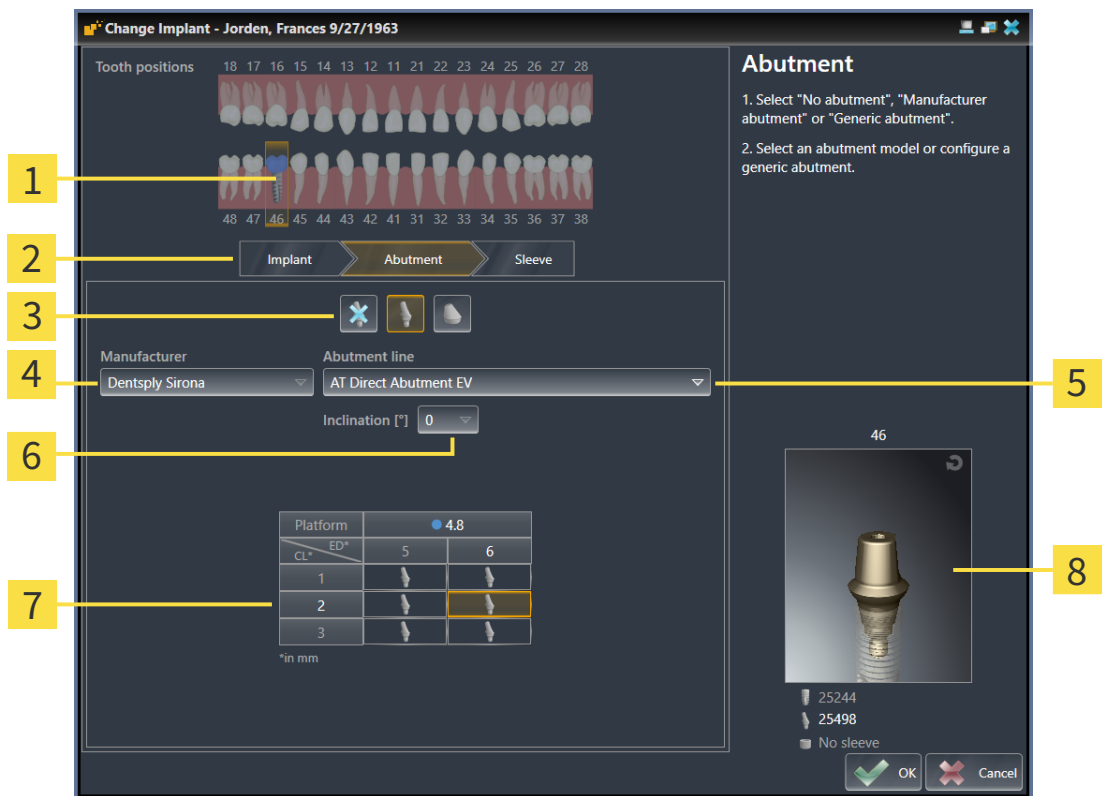 Change Implant - Jorden, Frances 9/27/1963
Tooth positions
18 17 16 15 14 13 12 11 21 22 23 24 25 26 27 28
48 47 46 45 44 43 42 41 31 32 33 34 35 36 37 38
Implant Abutment Sleeve
Manufacturer Abutment line
Dentsply Sirona AT Direct Abutment EV
Inclination [°] 0
Platform 4.8
CL* ED* 5 6
1
2
3
*in mm
Abutment
1. Select "No abutment", "Manufacturer
abutment" or "Generic abutment".
2. Select an abutment model or configure a
generic abutment.
46
25244
25498
No sleeve
OK Cancel
1
2
3
4
5
6
7
8